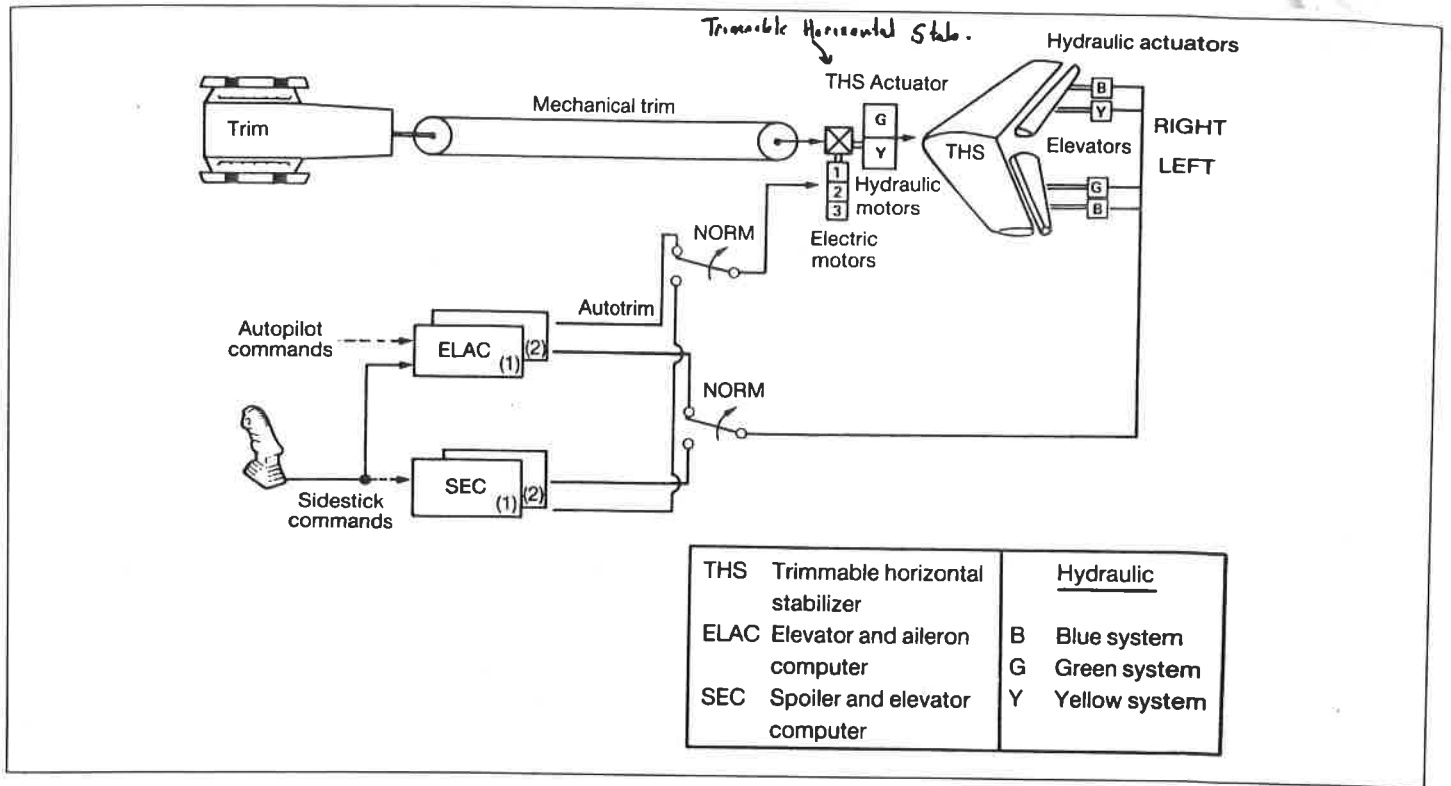 Trimmable Horizontal Stab.
Hydraulic actuators
THS Actuator
Mechanical trim
Trim
G
Y
B
Y
RIGHT
LEFT
THS
Elevators
G
B
1
2
3
Hydraulic
motors
Electric
motors
NORM
Autotrim
Autopilot
commands
ELAC
(1)
(2)
NORM
SEC
(1)
(2)
Sidestick
commands
THS Trimmable horizontal
stabilizer
ELAC Elevator and aileron
computer
SEC Spoiler and elevator
computer
Hydraulic
B Blue system
G Green system
Y Yellow system